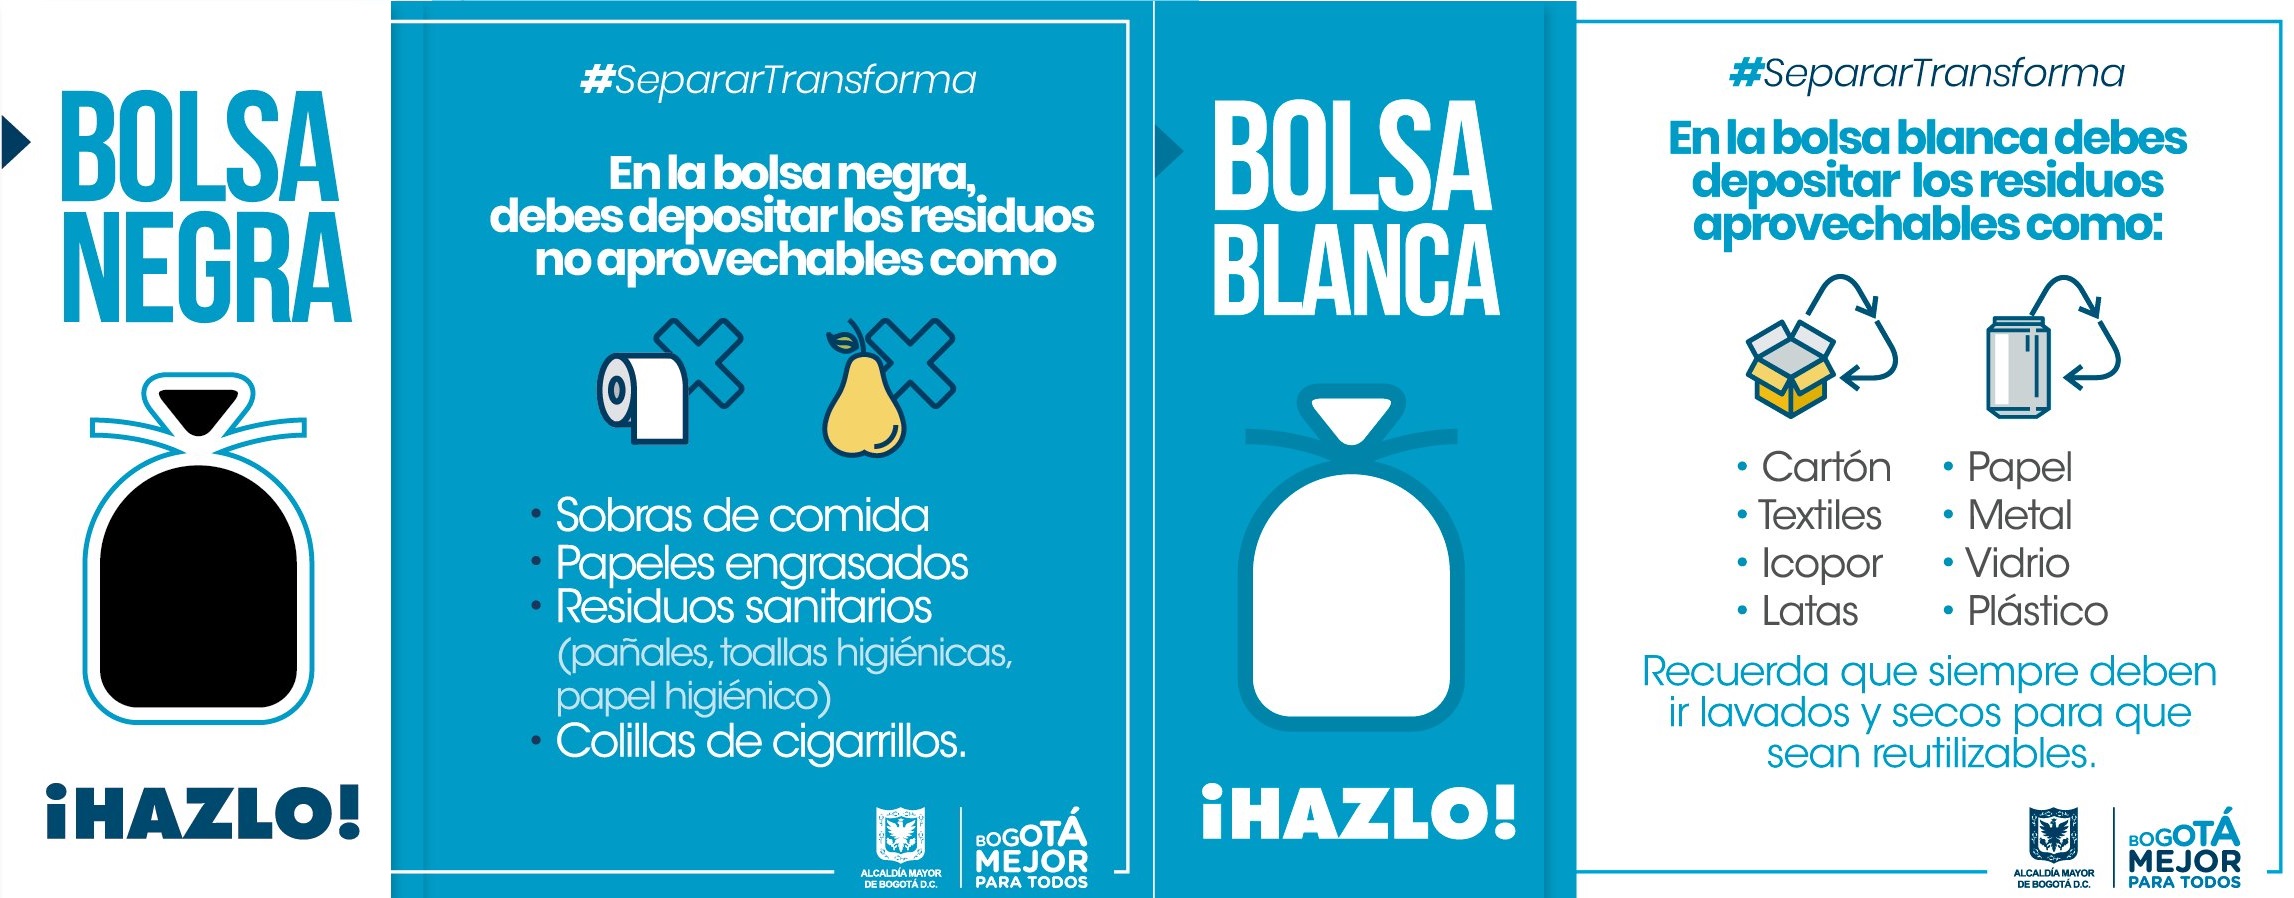 BOLSA
NEGRA
¡HAZLO!
#SepararTransforma
En la bolsa negra,
debes depositar los residuos
no aprovechables como
• Sobras de comida
• Papeles engrasados
• Residuos sanitarios
(pañales, toallas higiénicas,
papel higiénico)
• Colillas de cigarrillos.
ALCALDÍA MAYOR
DE BOGOTÁ D.C.
BOGOTÁ
MEJOR
PARA TODOS
BOLSA
BLANCA
¡HAZLO!
#SepararTransforma
En la bolsa blanca debes
depositar los residuos
aprovechables como:
• Cartón
• Textiles
• Icopor
• Latas
• Papel
• Metal
• Vidrio
• Plástico
Recuerda que siempre deben
ir lavados y secos para que
sean reutilizables.
ALCALDÍA MAYOR
DE BOGOTÁ D.C.
BOGOTÁ
MEJOR
PARA TODOS